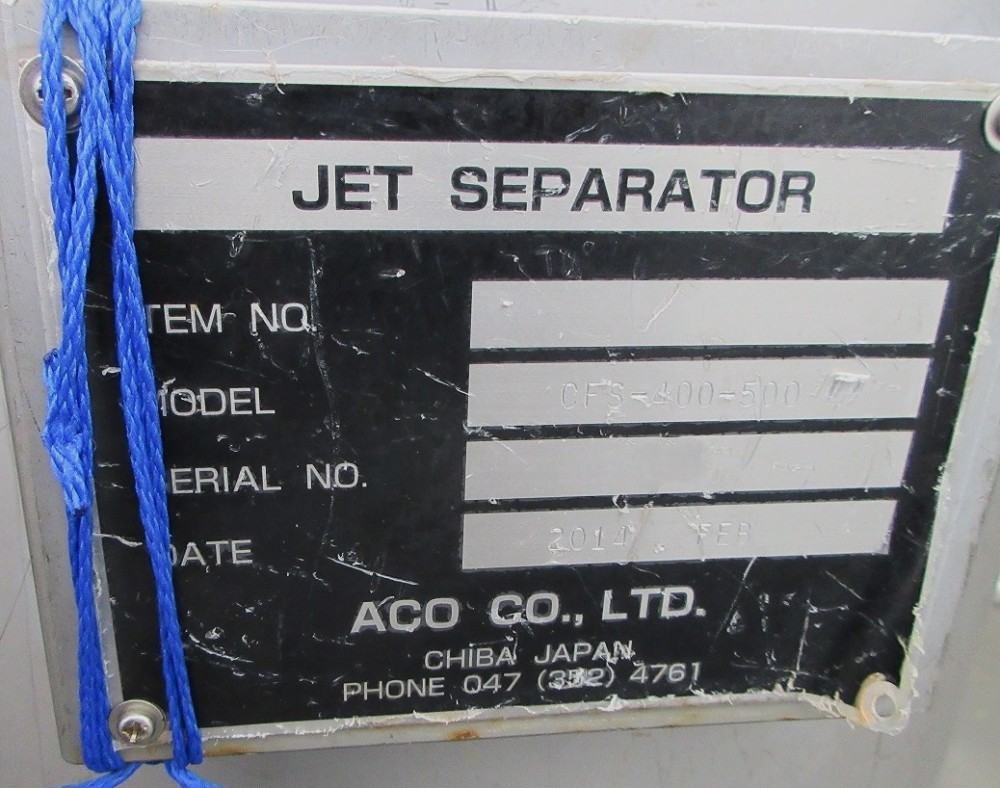 JET SEPARATOR
TEM NO.
MODEL CFS-400-500
ERIAL NO.
DATE 2014 . FEB
ACO CO., LTD.
CHIBA JAPAN
PHONE 047 (352) 4761